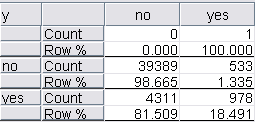 y no yes
Count 0 1
Row % 0.000 100.000
no Count 39389 533
Row % 98.665 1.335
yes Count 4311 978
Row % 81.509 18.491